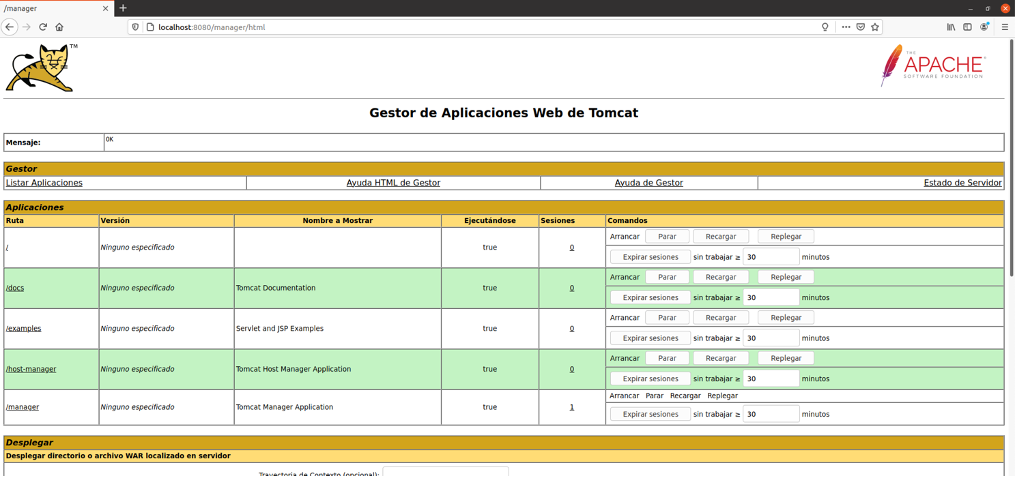 /manager
localhost:8080/manager/html
TM
THE
APACHE
SOFTWARE FOUNDATION
Gestor de Aplicaciones Web de Tomcat
Mensaje: OK
Gestor
Listar Aplicaciones Ayuda HTML de Gestor Ayuda de Gestor Estado de Servidor
Aplicaciones
Ruta Versión Nombre a Mostrar Ejecutándose Sesiones Comandos
/ Ninguno especificado true 0 Arrancar Parar Recargar Replegar
Expirar sesiones sin trabajar ≥ 30 minutos
/docs Ninguno especificado Tomcat Documentation true 0 Arrancar Parar Recargar Replegar
Expirar sesiones sin trabajar ≥ 30 minutos
/examples Ninguno especificado Servlet and JSP Examples true 0 Arrancar Parar Recargar Replegar
Expirar sesiones sin trabajar ≥ 30 minutos
/host-manager Ninguno especificado Tomcat Host Manager Application true 0 Arrancar Parar Recargar Replegar
Expirar sesiones sin trabajar ≥ 30 minutos
/manager Ninguno especificado Tomcat Manager Application true 1 Arrancar Parar Recargar Replegar
Expirar sesiones sin trabajar ≥ 30 minutos
Desplegar
Desplegar directorio o archivo WAR localizado en servidor
Trayectoria de Contexto (opcional):